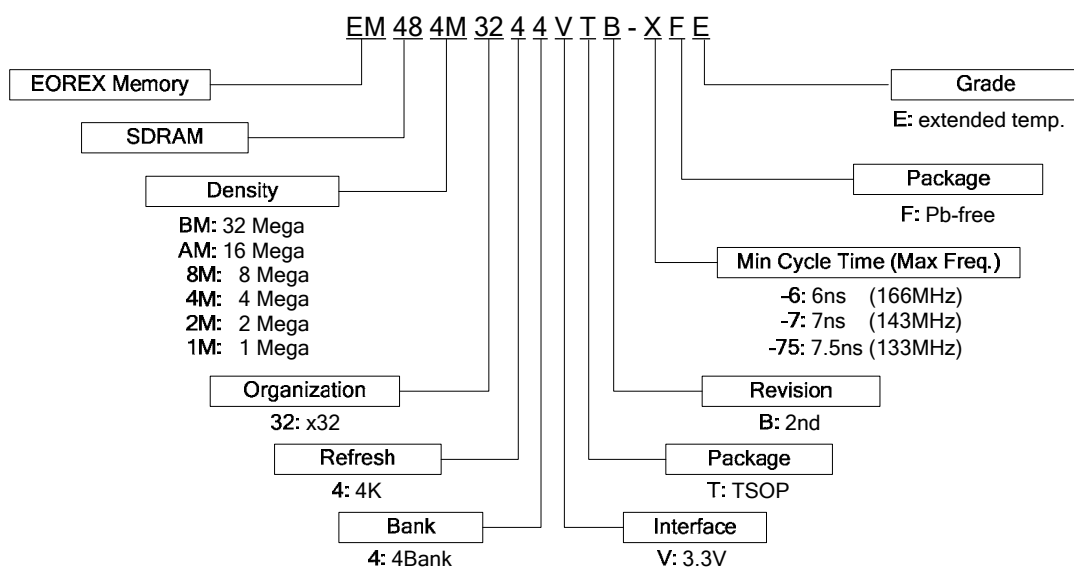 EM 48 4M 32 4 4 V T B - X F E
EOREX Memory
SDRAM
Density
BM: 32 Mega
AM: 16 Mega
8M: 8 Mega
4M: 4 Mega
2M: 2 Mega
1M: 1 Mega
Organization
32: x32
Refresh
4: 4K
Bank
4: 4Bank
Grade
E: extended temp.
Package
F: Pb-free
Min Cycle Time (Max Freq.)
-6: 6ns (166MHz)
-7: 7ns (143MHz)
-75: 7.5ns (133MHz)
Revision
B: 2nd
Package
T: TSOP
Interface
V: 3.3V